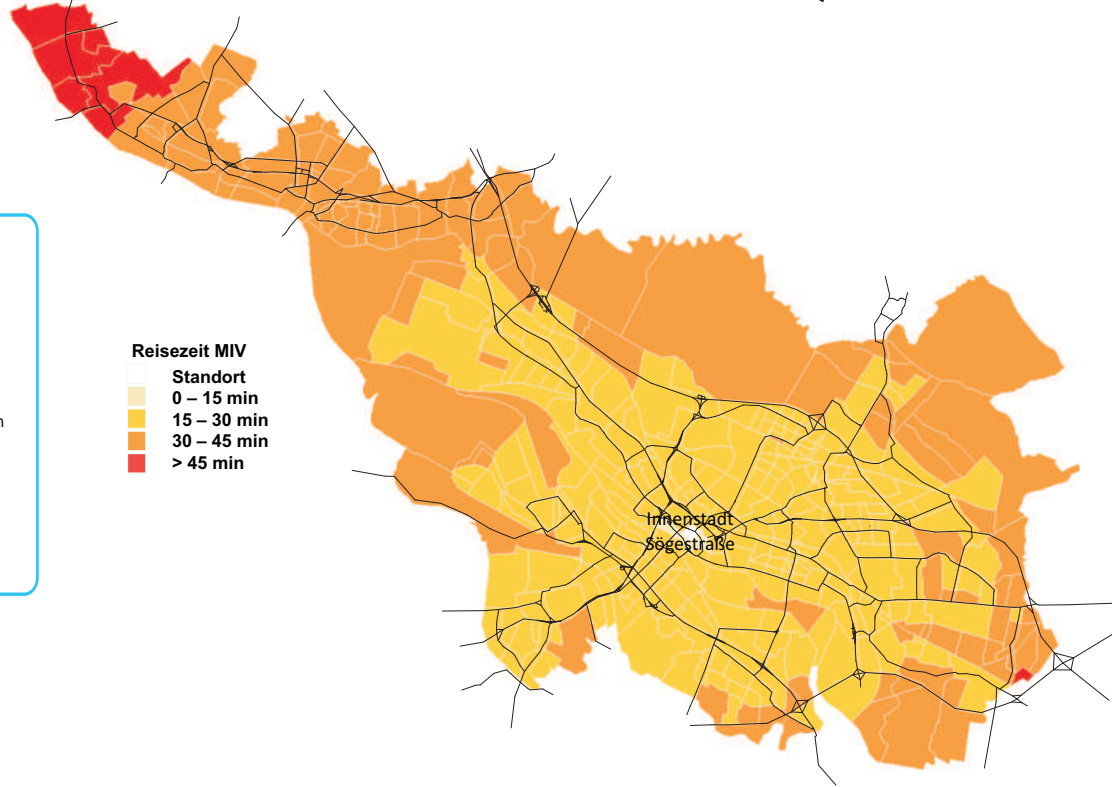 Reisezeit MIV
Standort
0 – 15 min
15 – 30 min
30 – 45 min
> 45 min
n
Innenstadt
Sögestraße